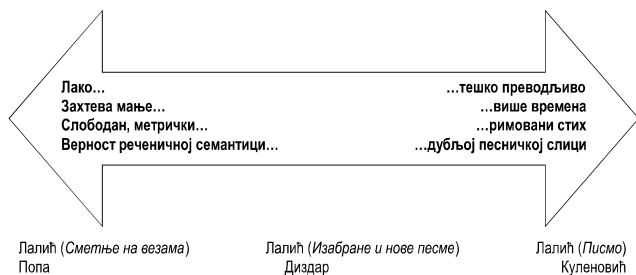 Лако… …тешко преводљиво
Захтева мање… …више времена
Слободан, метрички… …римовани стих
Верност реченичној семантици… …дубљој песничкој слици
Лалић (Сметње на везама) Лалић (Изабране и нове песме) Лалић (Писмо)
Попа Диздар Куленовић